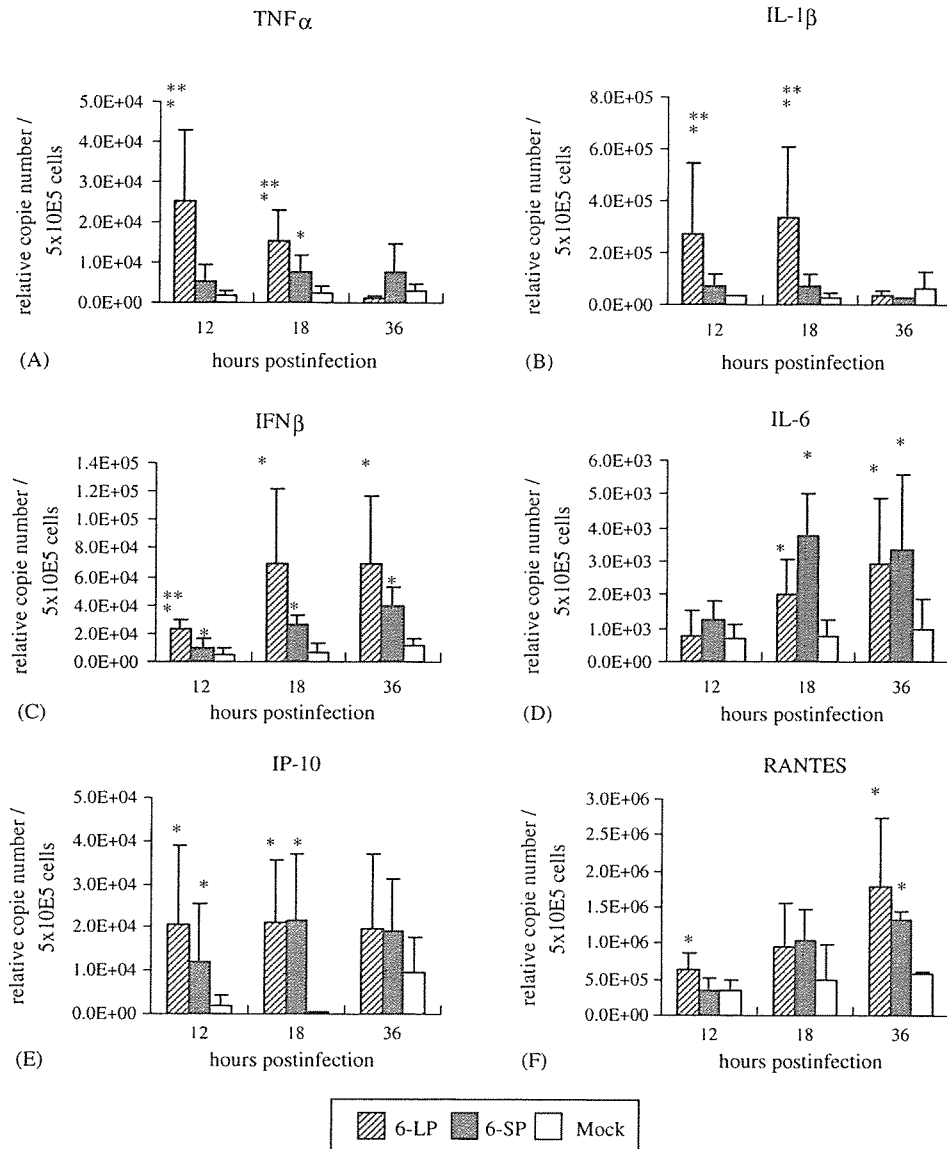 TNFα
relative copie number /
5x10E5 cells
5.0E+04
4.0E+04
3.0E+04
2.0E+04
1.0E+04
0.0E+00
**
*
**
*
*
12
18
36
hours postinfection
(A)
IL-1β
relative copie number /
5x10E5 cells
8.0E+05
6.0E+05
4.0E+05
2.0E+05
0.0E+00
**
*
**
*
12
18
36
hours postinfection
(B)
IFNβ
relative copie number /
5x10E5 cells
1.4E+05
1.2E+05
1.0E+05
8.0E+04
6.0E+04
4.0E+04
2.0E+04
0.0E+00
**
*
*
*
*
*
*
12
18
36
hours postinfection
(C)
IL-6
relative copie number /
5x10E5 cells
6.0E+03
5.0E+03
4.0E+03
3.0E+03
2.0E+03
1.0E+03
0.0E+00
*
*
*
*
12
18
36
hours postinfection
(D)
IP-10
relative copie number /
5x10E5 cells
5.0E+04
4.0E+04
3.0E+04
2.0E+04
1.0E+04
0.0E+00
*
*
*
*
12
18
36
hours postinfection
(E)
RANTES
relative copie number /
5x10E5 cells
3.0E+06
2.5E+06
2.0E+06
1.5E+06
1.0E+06
5.0E+05
0.0E+00
*
*
*
12
18
36
hours postinfection
(F)
6-LP
6-SP
Mock